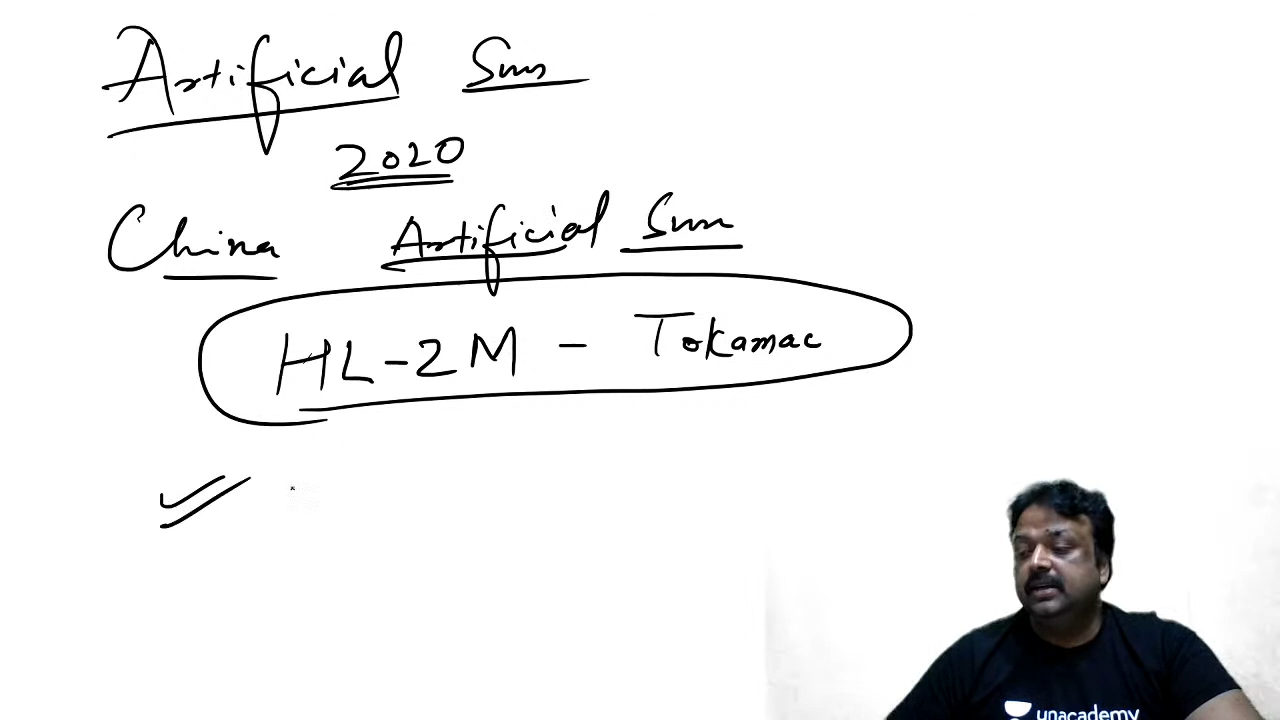 Artificial Sun
2020
China Artificial Sun
HL-2M - Tokamac
unacademy